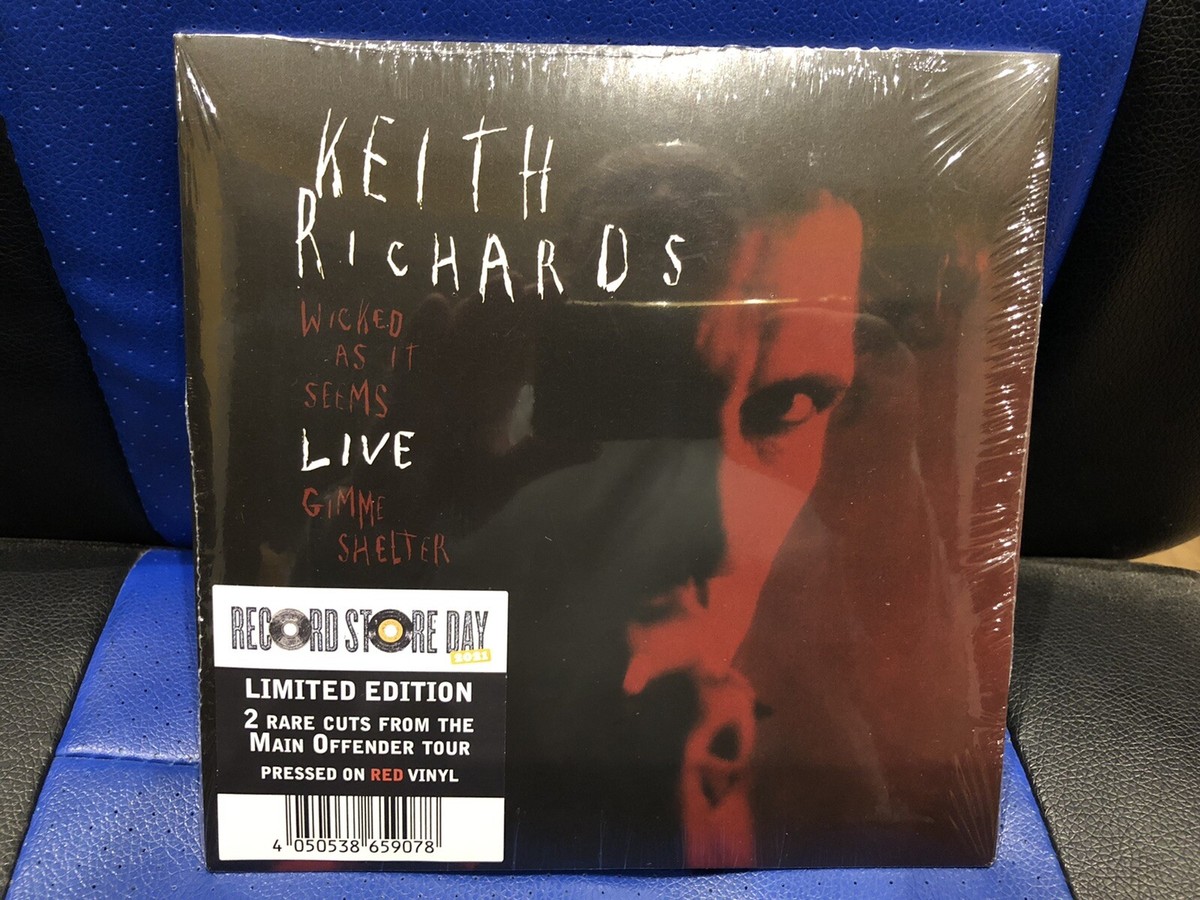 KEITH
RICHARDS
WICKED
AS IT
SEEMS
LIVE
GIMME
SHELTER
RECORD STORE DAY
2021
LIMITED EDITION
2 RARE CUTS FROM THE
MAIN OFFENDER TOUR
PRESSED ON RED VINYL
4 050538 659078